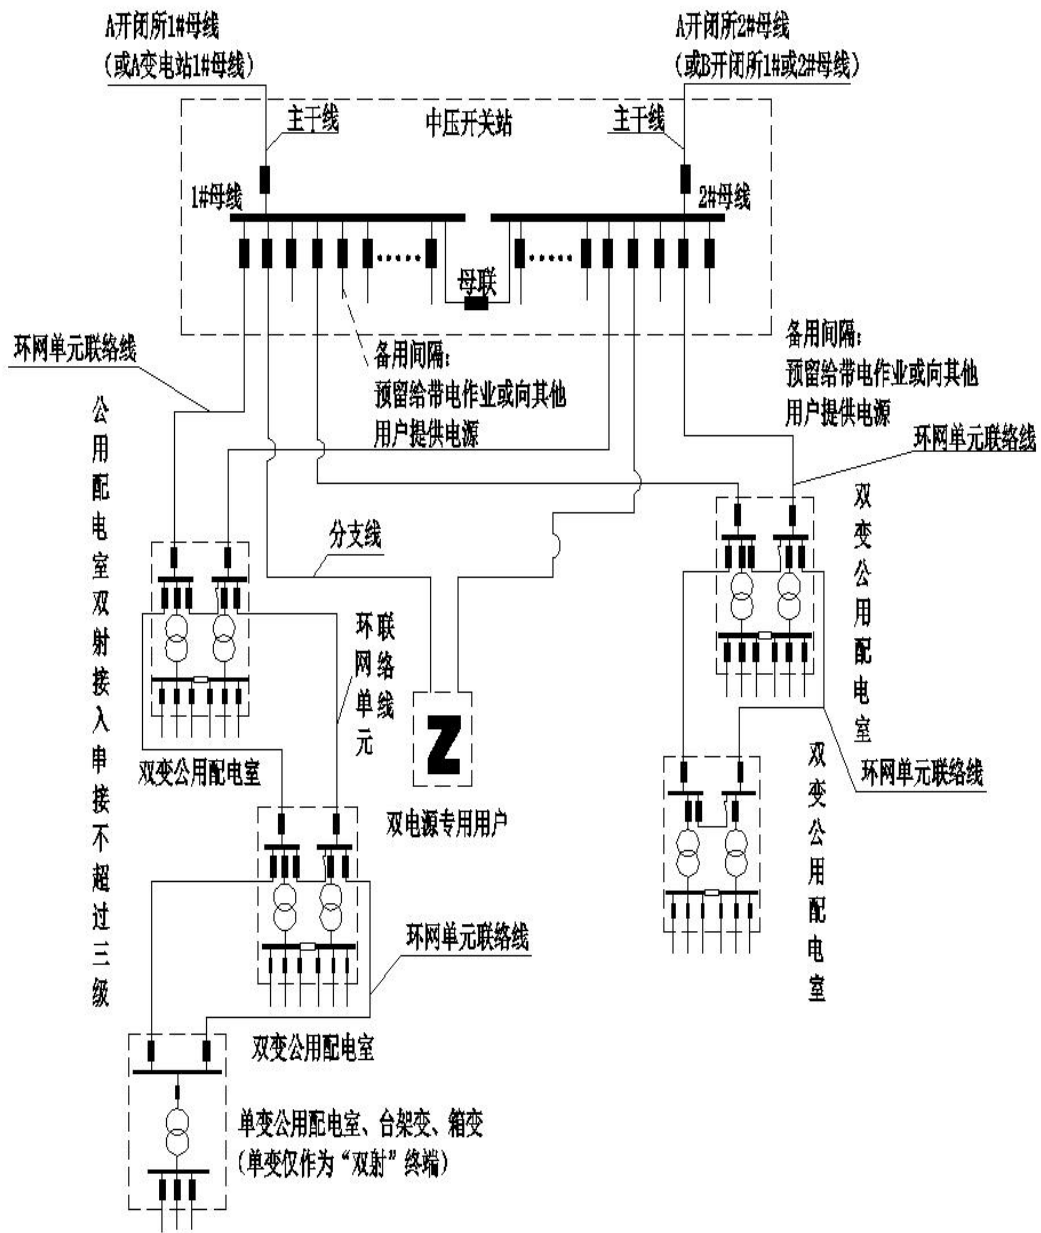 A开闭所1#母线
（或A变电站1#母线）
A开闭所2#母线
（或B开闭所1#或2#母线）
主干线
中压开关站
主干线
1#母线
2#母线
母联
环网单元联络线
备用间隔：
预留给带电作业或向其他
用户提供电源
备用间隔：
预留给带电作业或向其他
用户提供电源
环网单元联络线
公用配电室双射接入串接不超过三级
分支线
双变公用配电室
环网单元
联络线
双变公用配电室
双电源专用用户
双变公用配电室
环网单元联络线
环网单元联络线
双变公用配电室
单变公用配电室、台架变、箱变
（单变仅作为“双射”终端）
Z